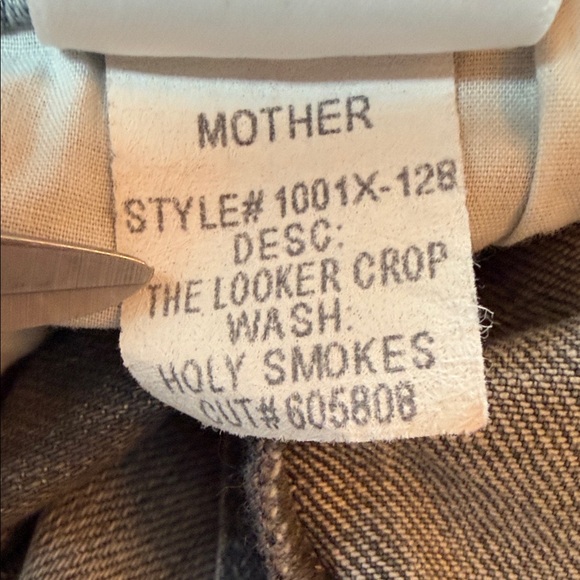 MOTHER
STYLE# 1001X-128
DESC:
THE LOOKER CROP
WASH:
HOLY SMOKES
CUT# 605808